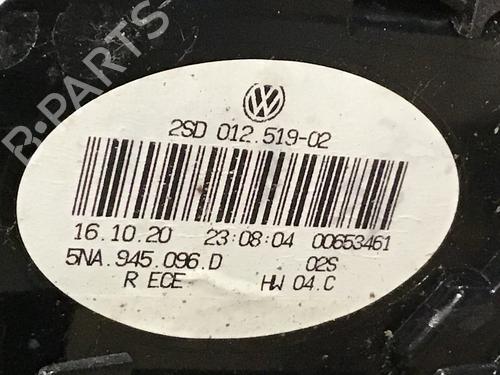 R-PARTS
2SD 012.519-02
16.10.20 23:08:04 00653461
5NA.945.096.D 02S
R ECE HW 04.C